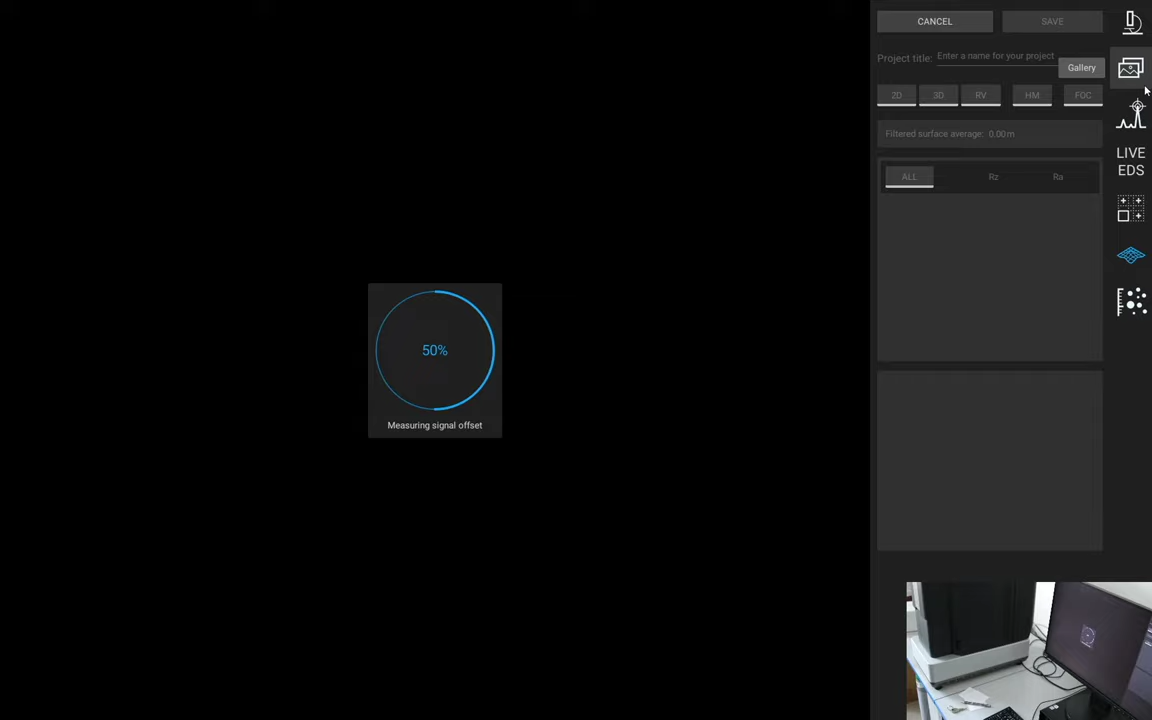 CANCEL
SAVE
Project title: Enter a name for your project
Gallery
2D
3D
RV
HM
FOC
LIVE
EDS
Filtered surface average: 0.00 m
ALL
Rz
Ra
50%
Measuring signal offset